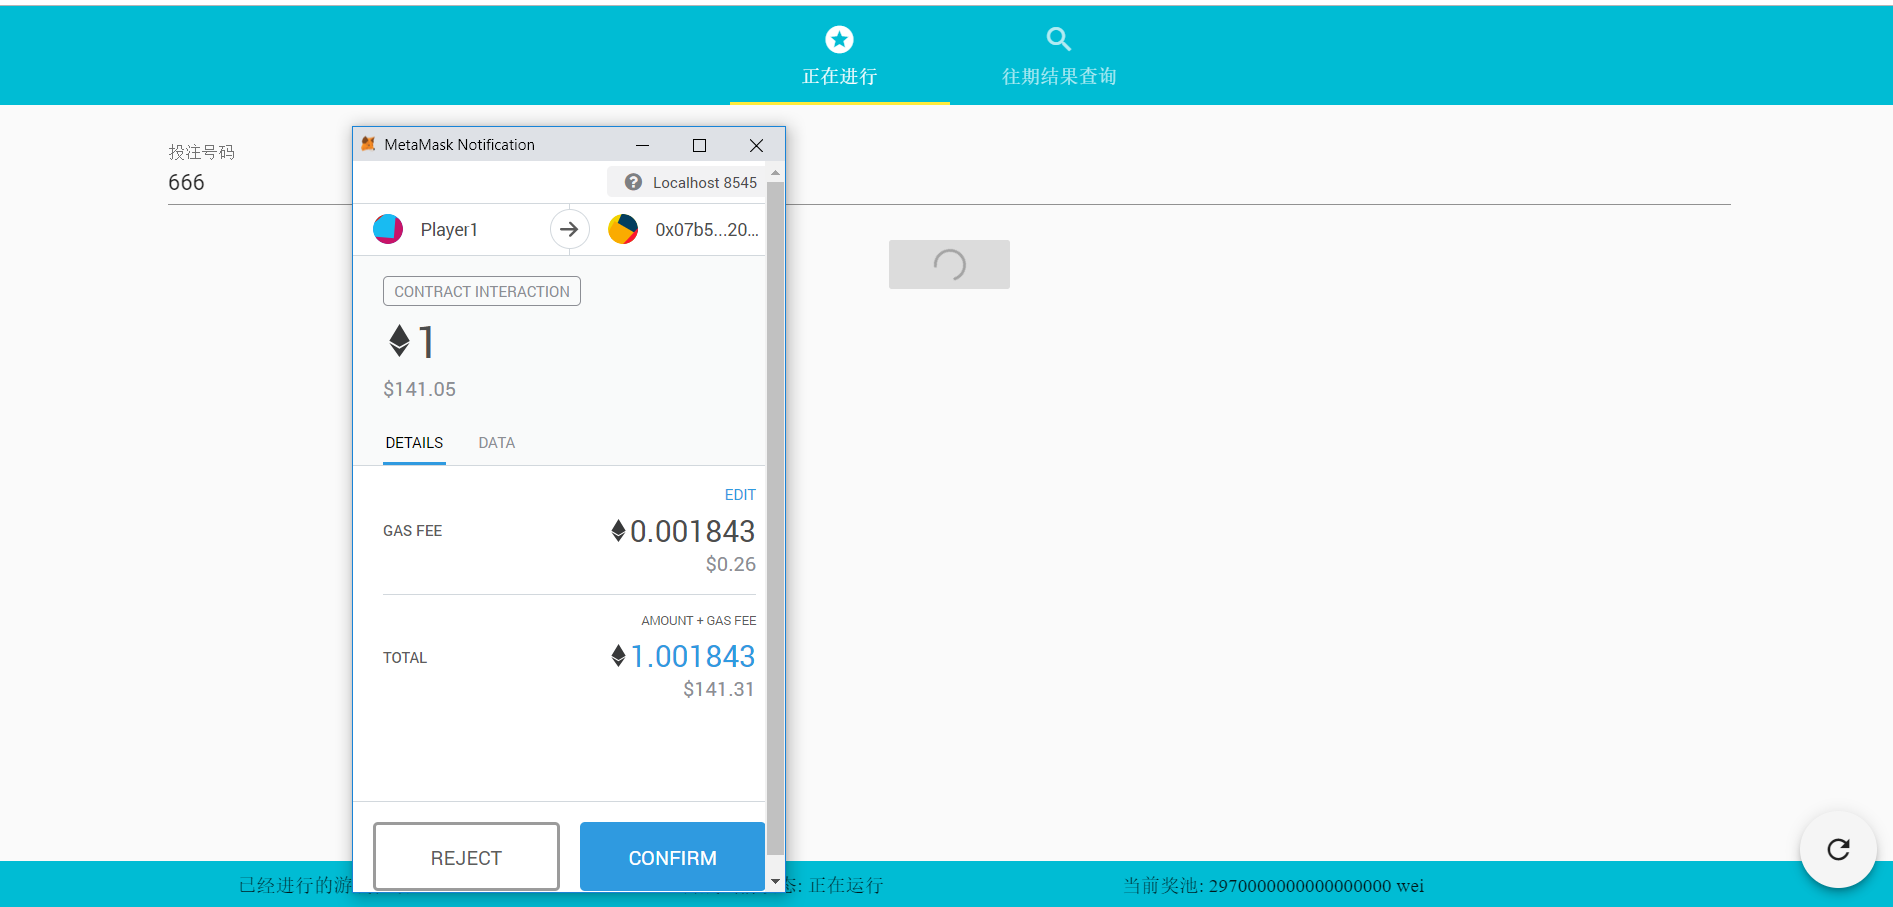 正在进行
往期结果查询
投注号码
666
MetaMask Notification
Localhost 8545
Player1
0x07b5...20...
CONTRACT INTERACTION
1
$141.05
DETAILS DATA
EDIT
GAS FEE
0.001843
$0.26
AMOUNT + GAS FEE
TOTAL
1.001843
$141.31
REJECT
CONFIRM
已经进行的游
态: 正在运行
当前奖池: 2970000000000000000 wei